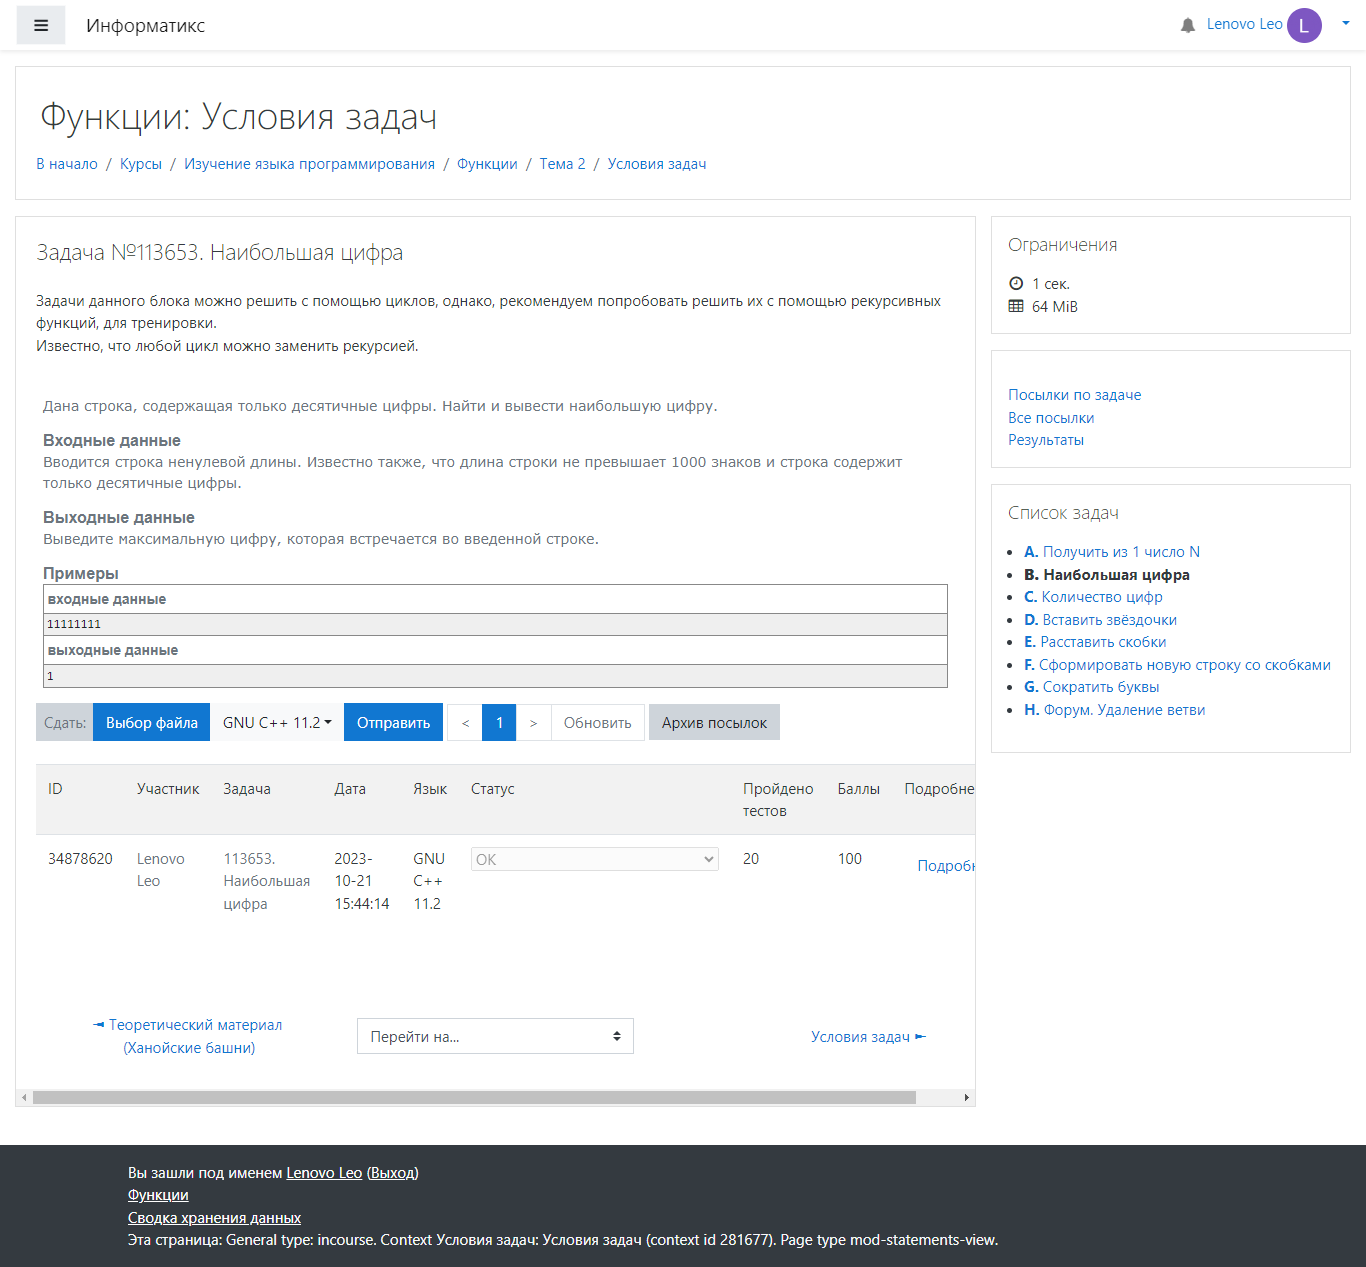 Информатикс
Lenovo Leo
L
Функции: Условия задач
В начало / Курсы / Изучение языка программирования / Функции / Тема 2 / Условия задач
Задача №113653. Наибольшая цифра
Задачи данного блока можно решить с помощью циклов, однако, рекомендуем попробовать решить их с помощью рекурсивных
функций, для тренировки.
Известно, что любой цикл можно заменить рекурсией.
Дана строка, содержащая только десятичные цифры. Найти и вывести наибольшую цифру.
Входные данные
Вводится строка ненулевой длины. Известно также, что длина строки не превышает 1000 знаков и строка содержит
только десятичные цифры.
Выходные данные
Выведите максимальную цифру, которая встречается во введенной строке.
Примеры
входные данные
11111111
выходные данные
1
Сдать: Выбор файла GNU C++ 11.2 Отправить < 1 > Обновить Архив посылок
ID Участник Задача Дата Язык Статус Пройдено Баллы Подробне
тестов
34878620 Lenovo 113653. 2023- GNU OK 20 100 Подробн
Leo Наибольшая 10-21 C++
цифра 15:44:14 11.2
◄ Теоретический материал
(Ханойские башни)
Перейти на...
Условия задач ►
Ограничения
1 сек.
64 MiB
Посылки по задаче
Все посылки
Результаты
Список задач
A. Получить из 1 число N
B. Наибольшая цифра
C. Количество цифр
D. Вставить звёздочки
E. Расставить скобки
F. Сформировать новую строку со скобками
G. Сократить буквы
H. Форум. Удаление ветви
Вы зашли под именем Lenovo Leo (Выход)
Функции
Сводка хранения данных
Эта страница: General type: incourse. Context Условия задач: Условия задач (context id 281677). Page type mod-statements-view.